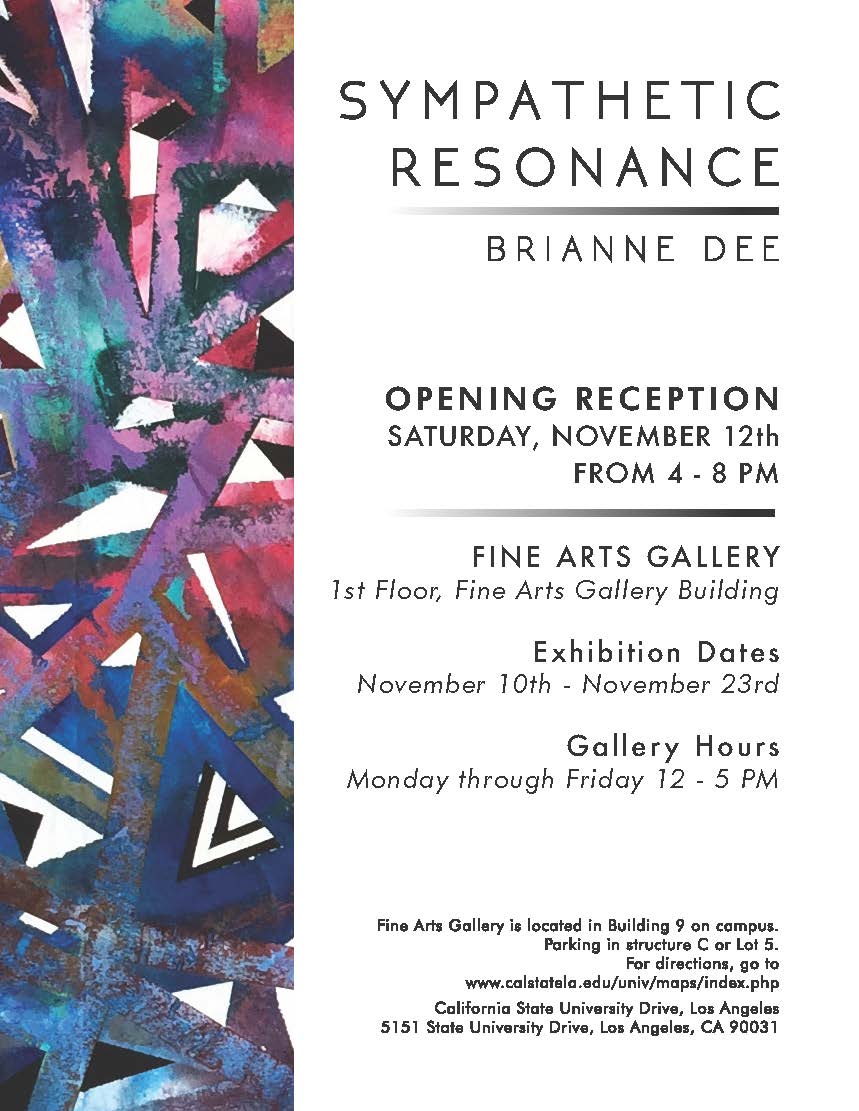 SYMPATHETIC
RESONANCE
BRIANNE DEE
OPENING RECEPTION
SATURDAY, NOVEMBER 12th
FROM 4 - 8 PM
FINE ARTS GALLERY
1st Floor, Fine Arts Gallery Building
Exhibition Dates
November 10th - November 23rd
Gallery Hours
Monday through Friday 12 - 5 PM
Fine Arts Gallery is located in Building 9 on campus.
Parking in structure C or Lot 5.
For directions, go to
www.calstatela.edu/univ/maps/index.php
California State University Drive, Los Angeles
5151 State University Drive, Los Angeles, CA 90031